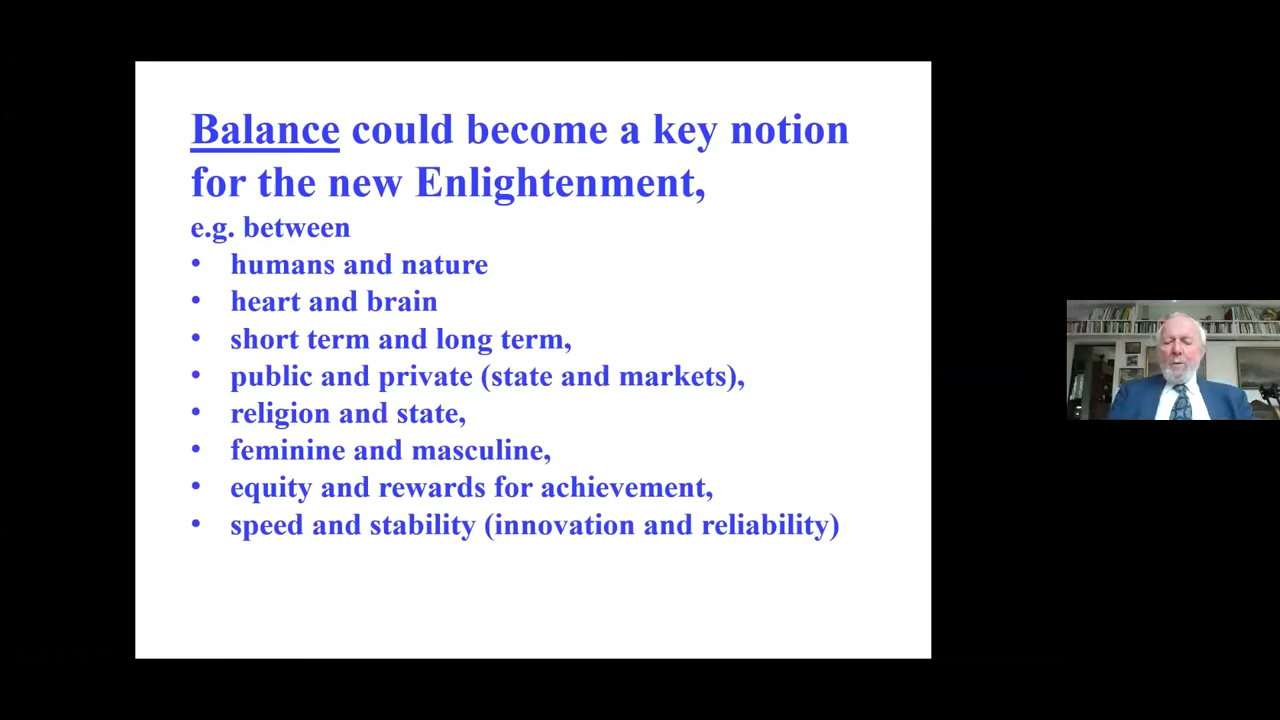 Balance could become a key notion
for the new Enlightenment,
e.g. between
• humans and nature
• heart and brain
• short term and long term,
• public and private (state and markets),
• religion and state,
• feminine and masculine,
• equity and rewards for achievement,
• speed and stability (innovation and reliability)